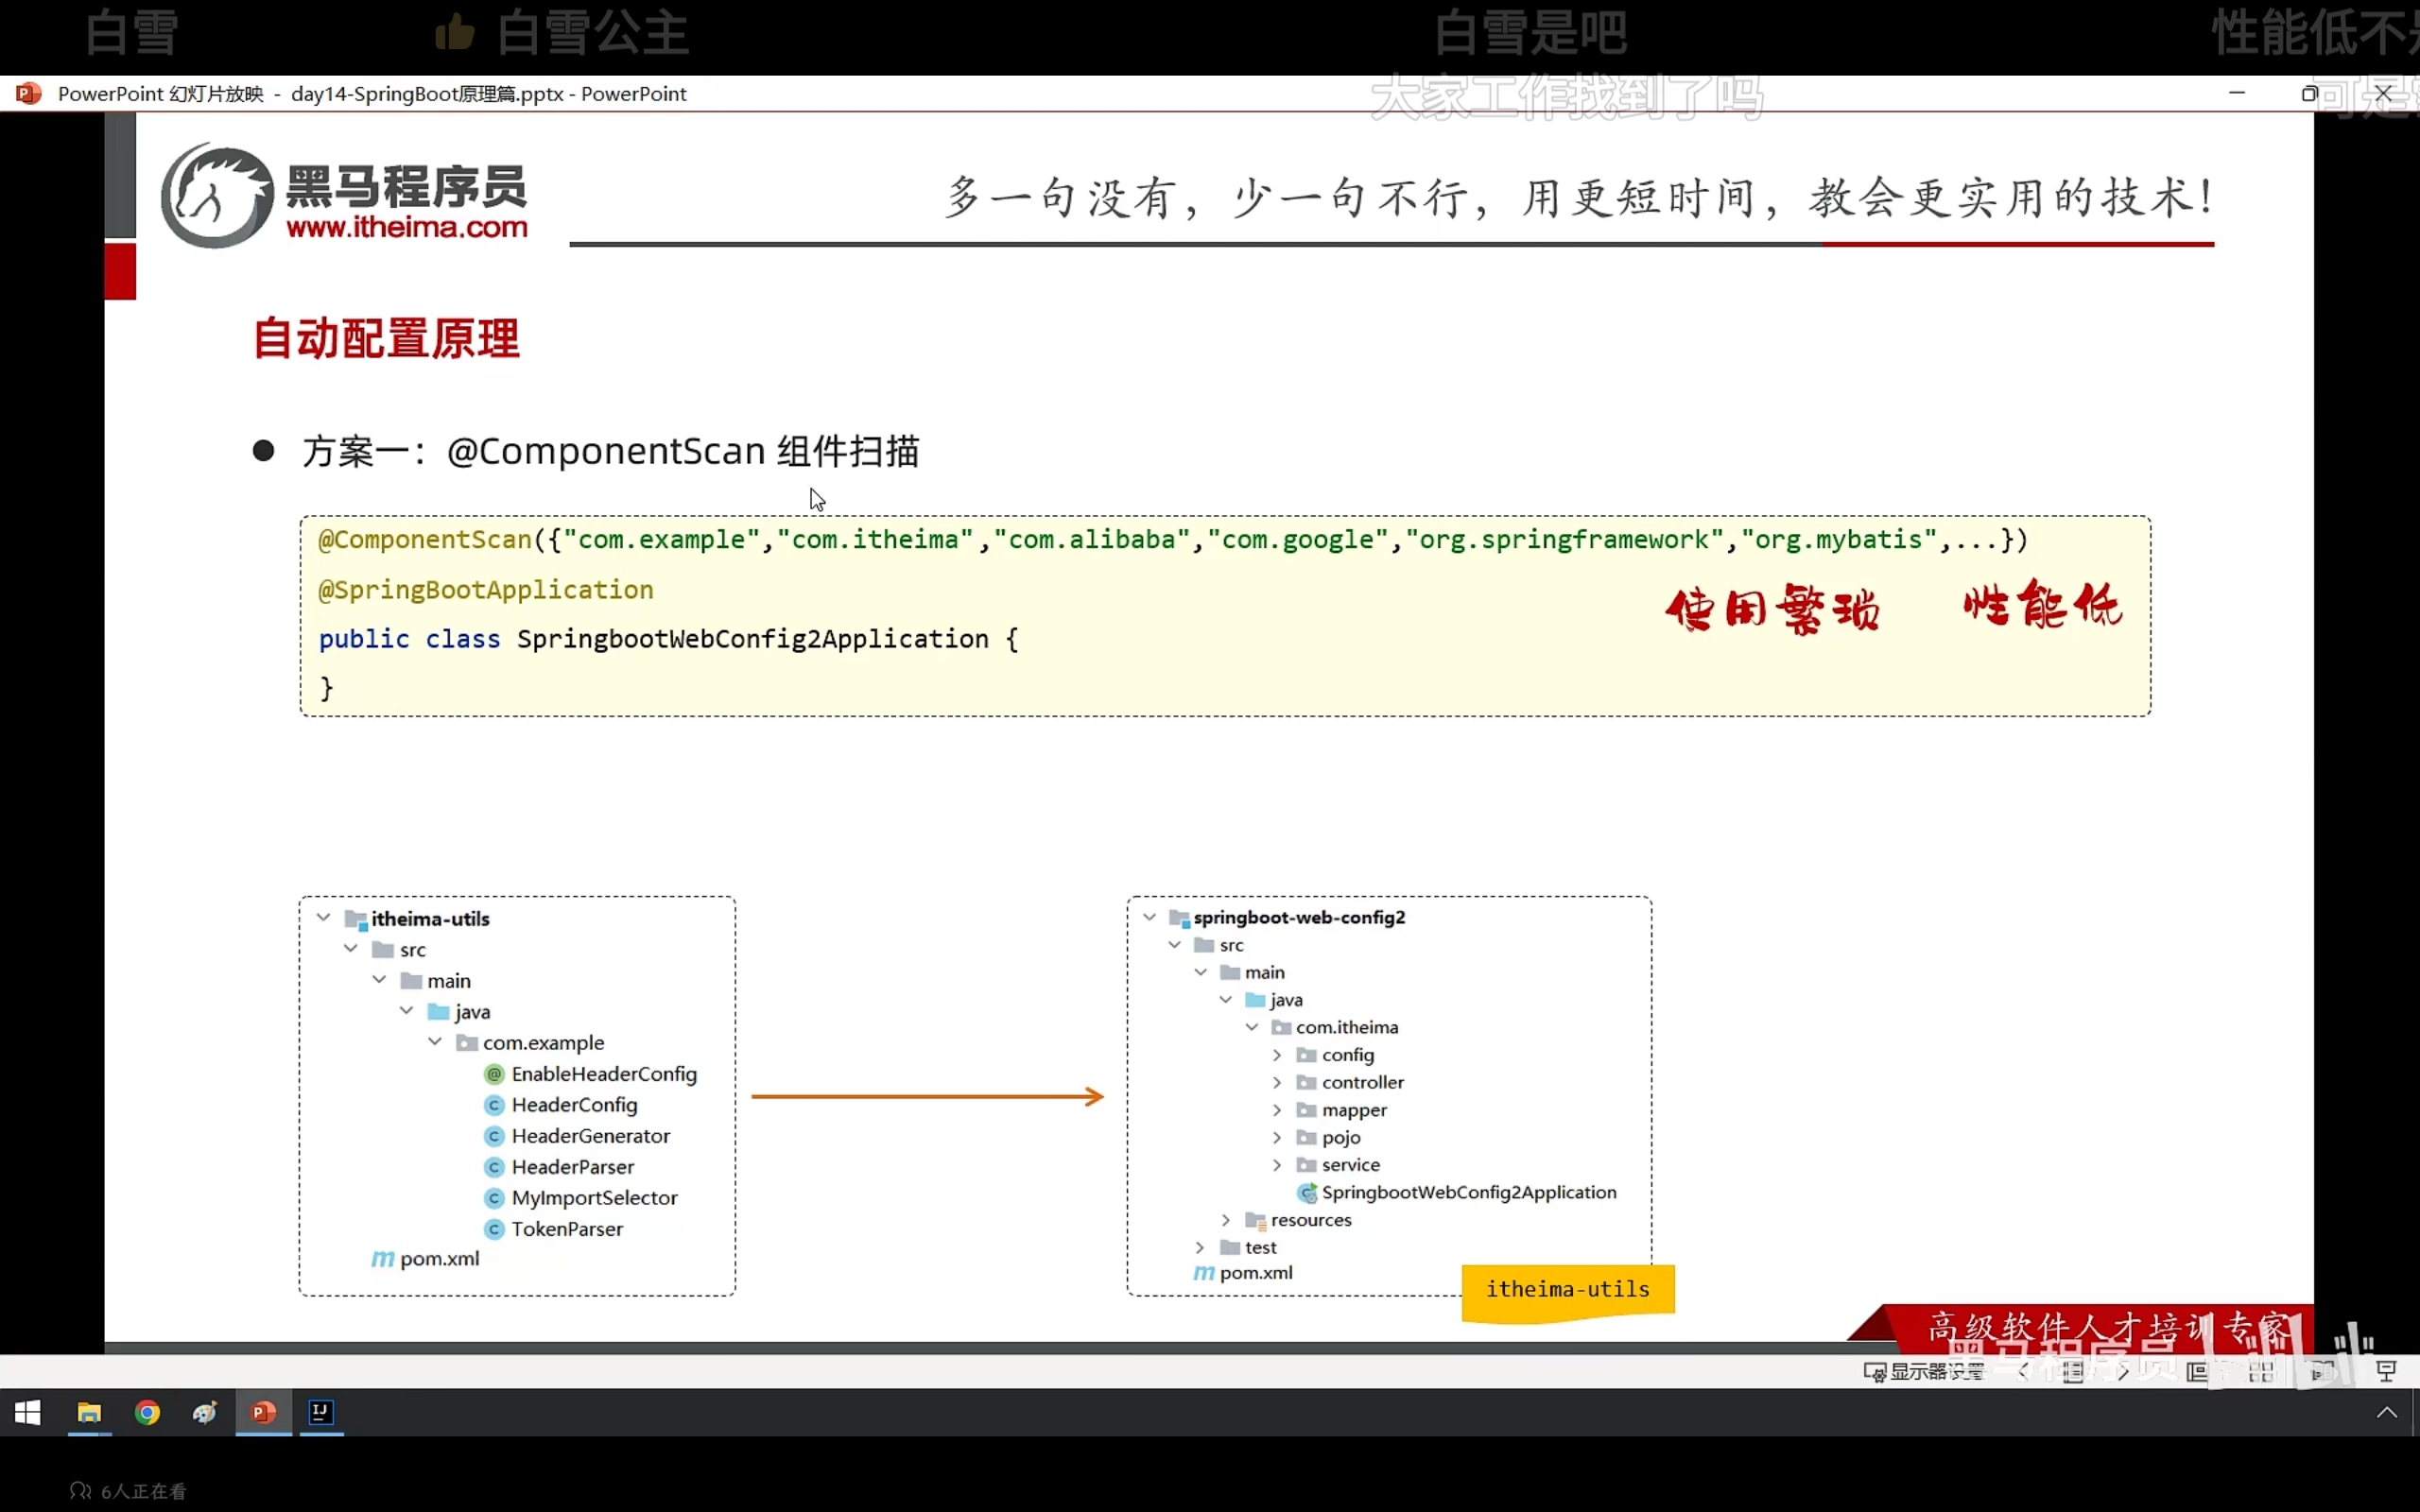 白雪
白雪公主
白雪是吧
性能低不
PowerPoint 幻灯片放映 - day14-SpringBoot原理篇.pptx - PowerPoint
大家工作找到了吗
可是
黑马程序员
www.itheima.com
多一句没有，少一句不行，用更短时间，教会更实用的技术！
自动配置原理
方案一：@ComponentScan 组件扫描
@ComponentScan({"com.example","com.itheima","com.alibaba","com.google","org.springframework","org.mybatis",...})
@SpringBootApplication
public class SpringbootWebConfig2Application {
}
使用繁琐 性能低
itheima-utils
src
main
java
com.example
EnableHeaderConfig
HeaderConfig
HeaderGenerator
HeaderParser
MyImportSelector
TokenParser
pom.xml
springboot-web-config2
src
main
java
com.itheima
config
controller
mapper
pojo
service
SpringbootWebConfig2Application
resources
test
pom.xml
itheima-utils
高级软件人才培训专家
黑马程序员
显示器设置
6人正在看